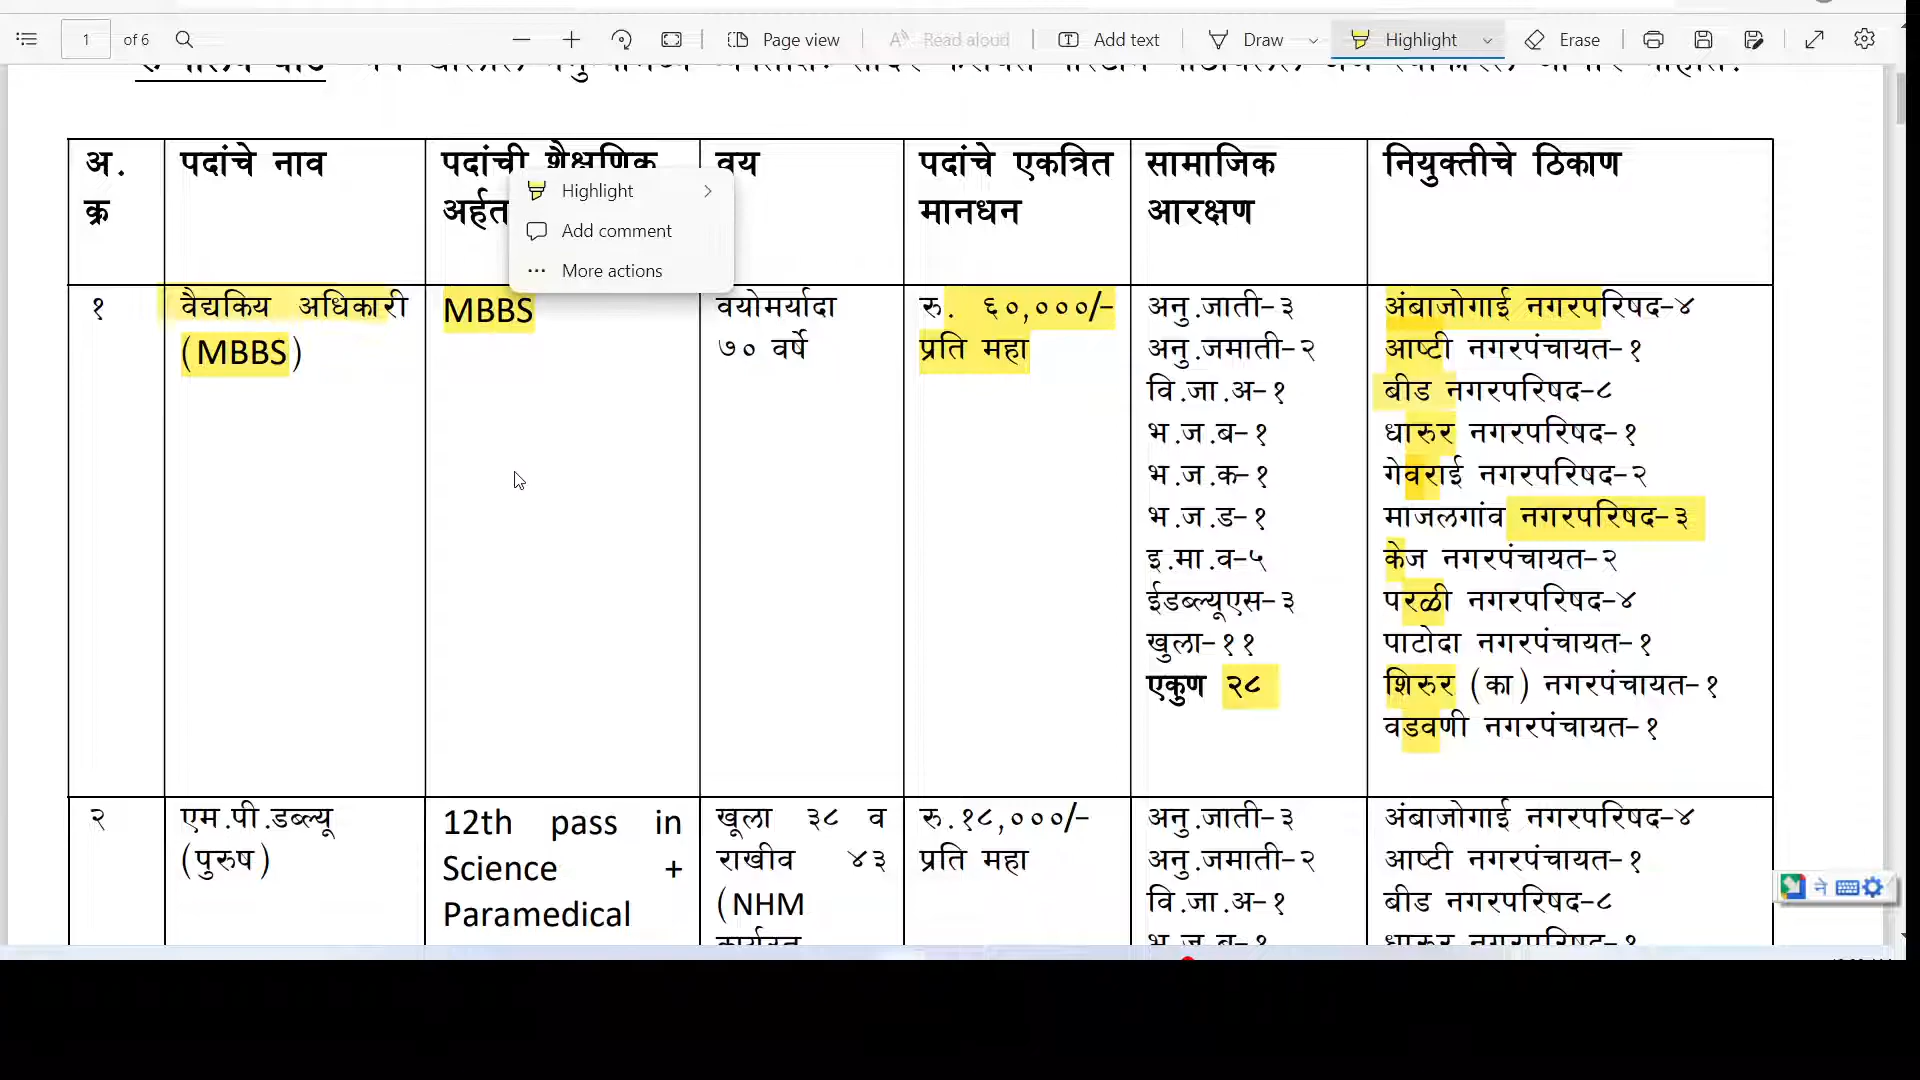 1 of 6 Page view Read aloud Add text Draw Highlight Erase
अ. क्र
पदांचे नाव
पदांची शैक्षणिक
अर्हत
वय
पदांचे एकत्रित
मानधन
सामाजिक
आरक्षण
नियुक्तीचे ठिकाण
Highlight
Add comment
More actions
१
वैद्यकिय अधिकारी
(MBBS)
MBBS
वयोमर्यादा
७० वर्षे
रु. ६०,०००/-
प्रति महा
अनु.जाती-३
अनु.जमाती-२
वि.जा.अ-१
भ.ज.ब-१
भ.ज.क-१
भ.ज.ड-१
इ.मा.व-५
ईडब्ल्यूएस-३
खुला-११
एकुण २८
अंबाजोगाई नगरपरिषद-४
आष्टी नगरपंचायत-१
बीड नगरपरिषद-८
धारुर नगरपरिषद-१
गेवराई नगरपरिषद-२
माजलगांव नगरपरिषद-३
केज नगरपंचायत-२
परळी नगरपरिषद-४
पाटोदा नगरपंचायत-१
शिरुर (का) नगरपंचायत-१
वडवणी नगरपंचायत-१
२
एम.पी.डब्ल्यू
(पुरुष)
12th pass in
Science +
Paramedical
खूला ३८ व
राखीव ४३
(NHM
रु.१८,०००/-
प्रति महा
अनु.जाती-३
अनु.जमाती-२
वि.जा.अ-१
भ.ज.ब-१
अंबाजोगाई नगरपरिषद-४
आष्टी नगरपंचायत-१
बीड नगरपरिषद-८
धारुर नगरपरिषद-१
ने